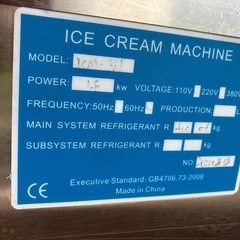 ICE CREAM MACHINE
MODEL:
POWER: kw VOLTAGE: 110V 220V 380V
FREQUENCY: 50Hz 60Hz PRODUCTION: L
MAIN SYSTEM REFRIGERANT R: kg
SUBSYSTEM REFRIGERANT R: kg
NO:
CE
Executive Standard: GB4706.73-2008
Made in China